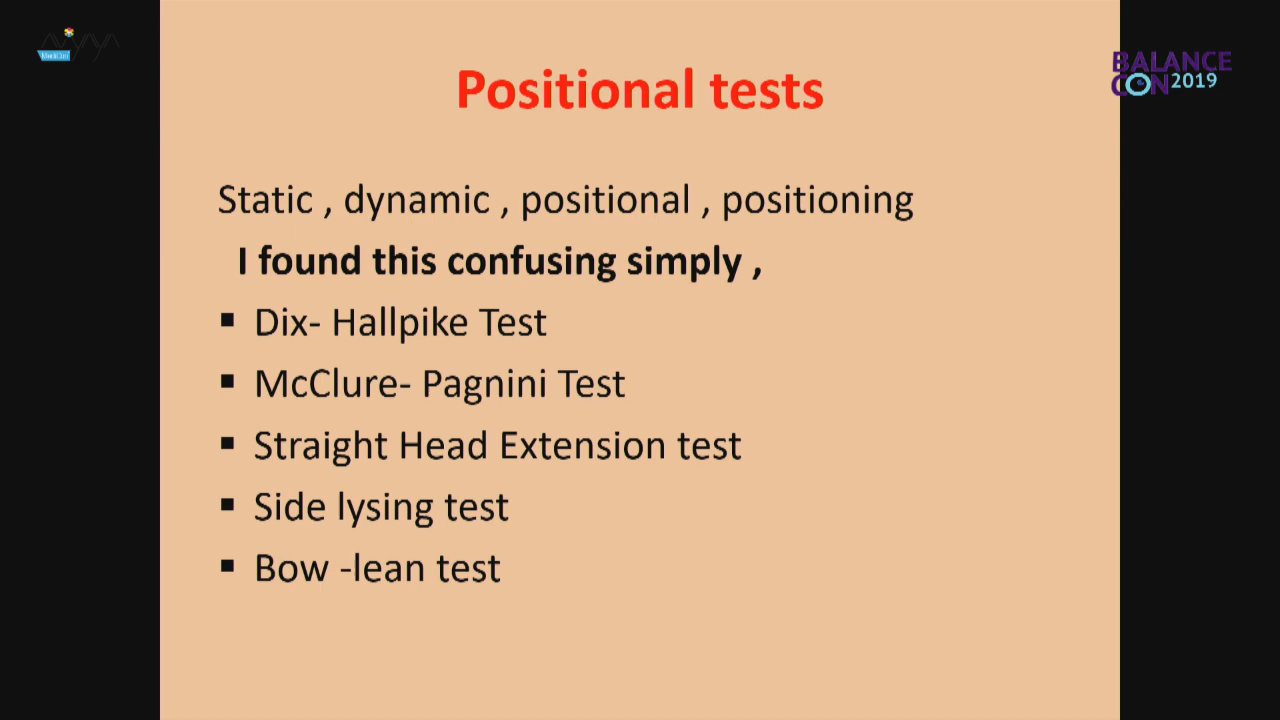 MediCon
BALANCE
CON 2019
Positional tests
Static , dynamic , positional , positioning
I found this confusing simply ,
▪ Dix- Hallpike Test
▪ McClure- Pagnini Test
▪ Straight Head Extension test
▪ Side lysing test
▪ Bow -lean test